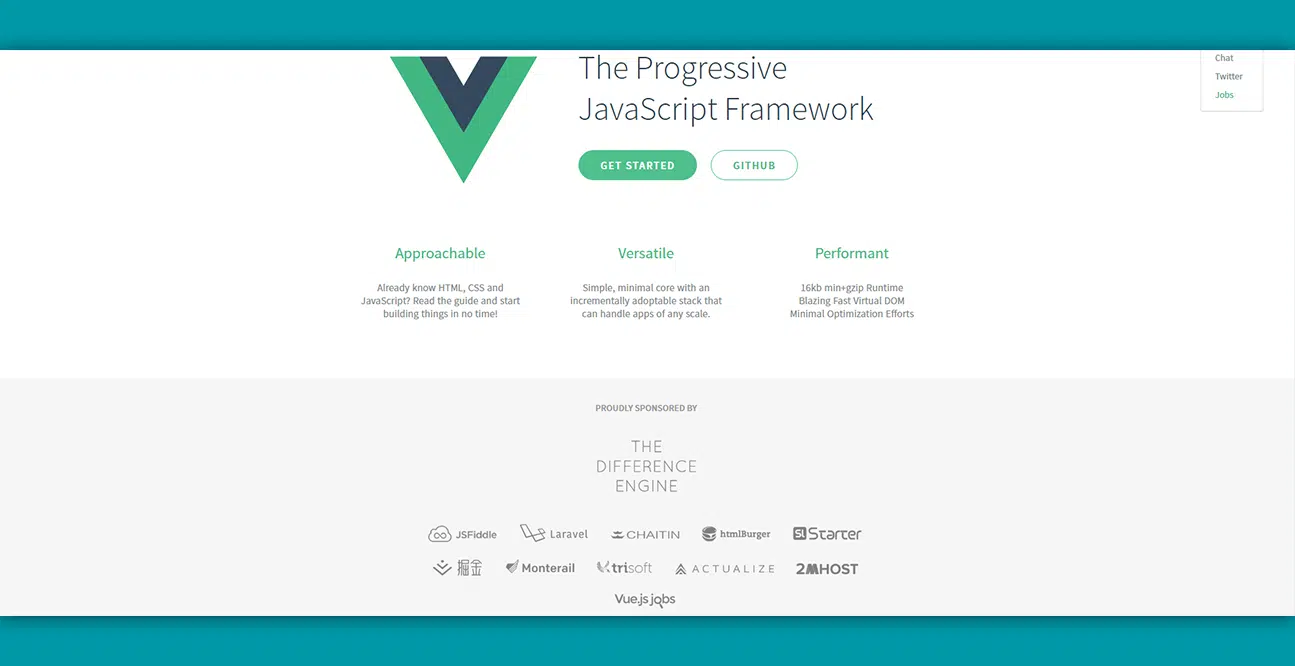 Chat
Twitter
Jobs
The Progressive
JavaScript Framework
GET STARTED
GITHUB
Approachable
Already know HTML, CSS and
JavaScript? Read the guide and start
building things in no time!
Versatile
Simple, minimal core with an
incrementally adoptable stack that
can handle apps of any scale.
Performant
16kb min+gzip Runtime
Blazing Fast Virtual DOM
Minimal Optimization Efforts
PROUDLY SPONSORED BY
THE
DIFFERENCE
ENGINE
JSFiddle
Laravel
CHAITIN
htmlBurger
SL Starter
掘金
Monterail
trisoft
ACTUALIZE
2MHOST
Vue.js jobs